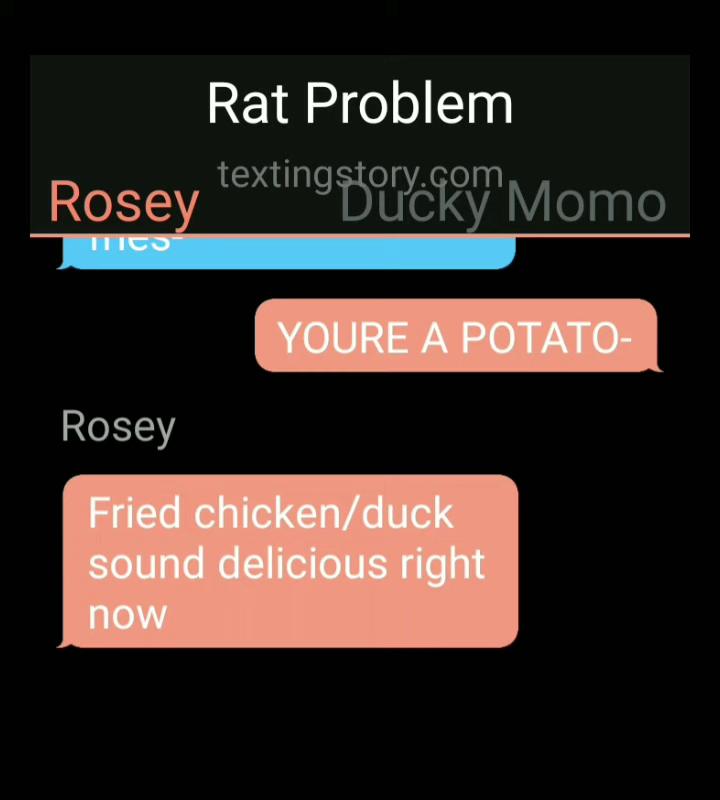 Rat Problem
textingstory.com
Rosey Ducky Momo
YOURE A POTATO-
Rosey
Fried chicken/duck
sound delicious right
now